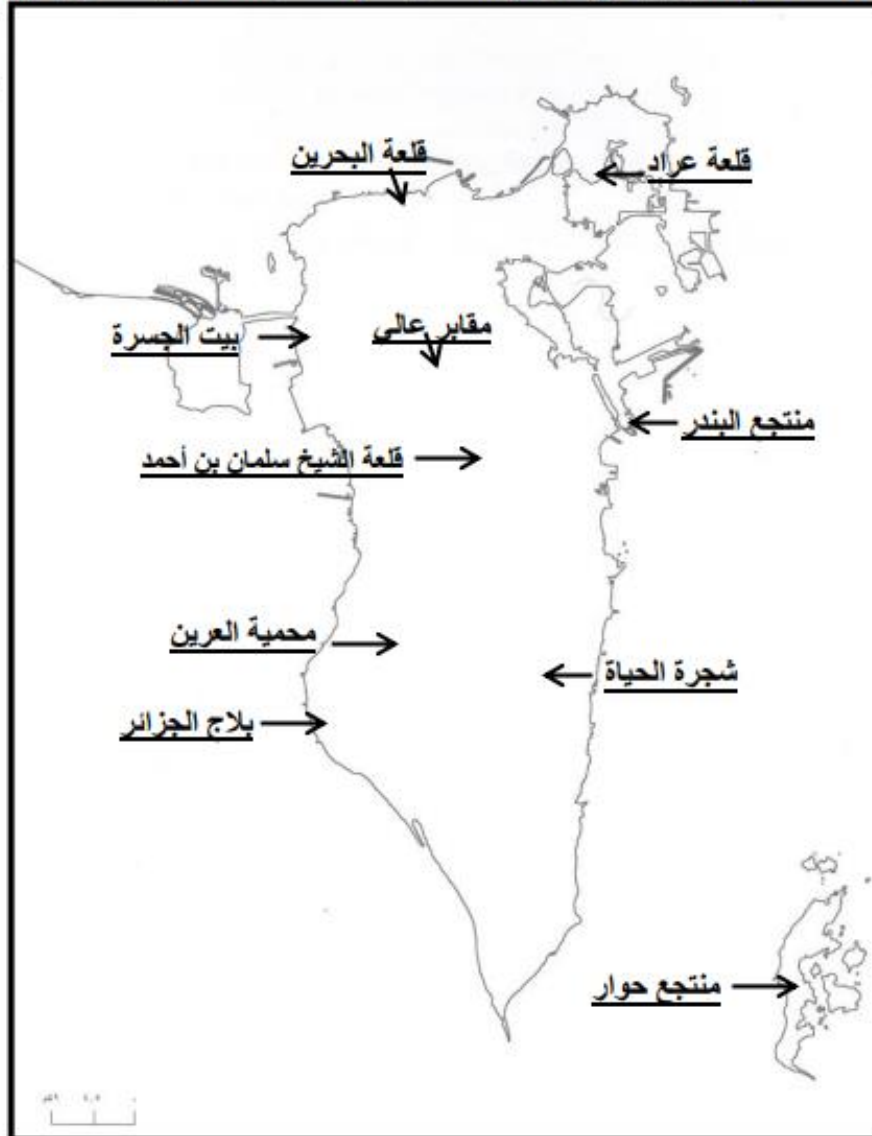 قلعة عراد
قلعة البحرين
مقابر عالي
بيت الجسرة
منتجع البندر
قلعة الشيخ سلمان بن أحمد
محمية العرين
شجرة الحياة
بلاج الجزائر
منتجع حوار